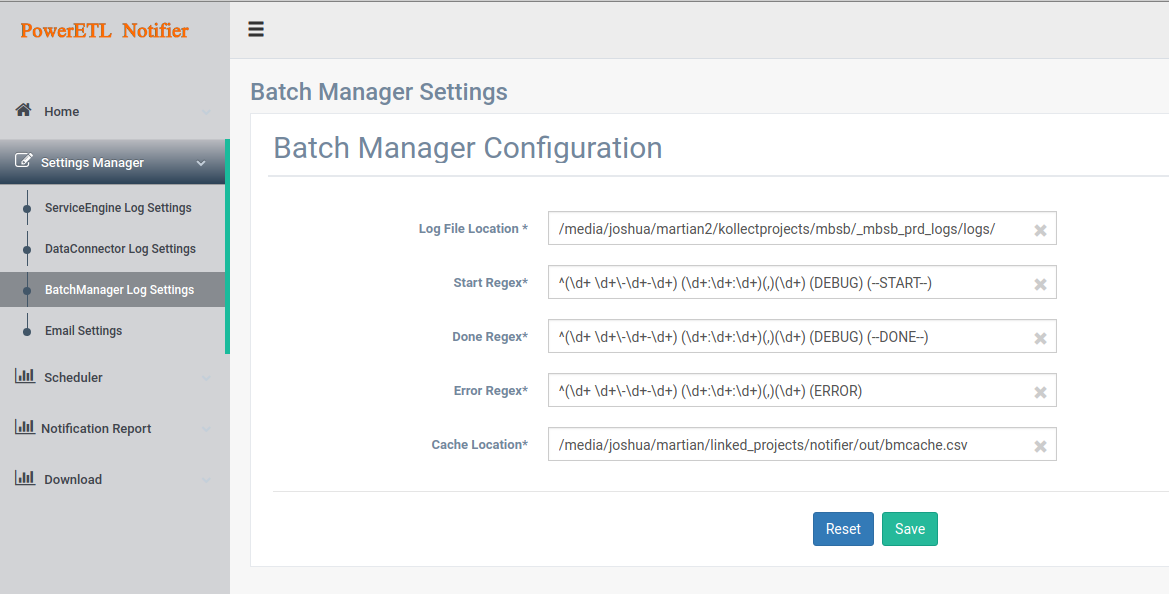 PowerETL Notifier
Home
Settings Manager
ServiceEngine Log Settings
DataConnector Log Settings
BatchManager Log Settings
Email Settings
Scheduler
Notification Report
Download
Batch Manager Settings
Batch Manager Configuration
Log File Location * /media/joshua/martian2/kollectprojects/mbsb/_mbsb_prd_logs/logs/
Start Regex* ^(\d+ \d+\-\d+-\d+) (\d+:\d+:\d+)(,)(\d+) (DEBUG) (--START--)
Done Regex* ^(\d+ \d+\-\d+-\d+) (\d+:\d+:\d+)(,)(\d+) (DEBUG) (--DONE--)
Error Regex* ^(\d+ \d+\-\d+-\d+) (\d+:\d+:\d+)(,)(\d+) (ERROR)
Cache Location* /media/joshua/martian/linked_projects/notifier/out/bmcache.csv
Reset Save